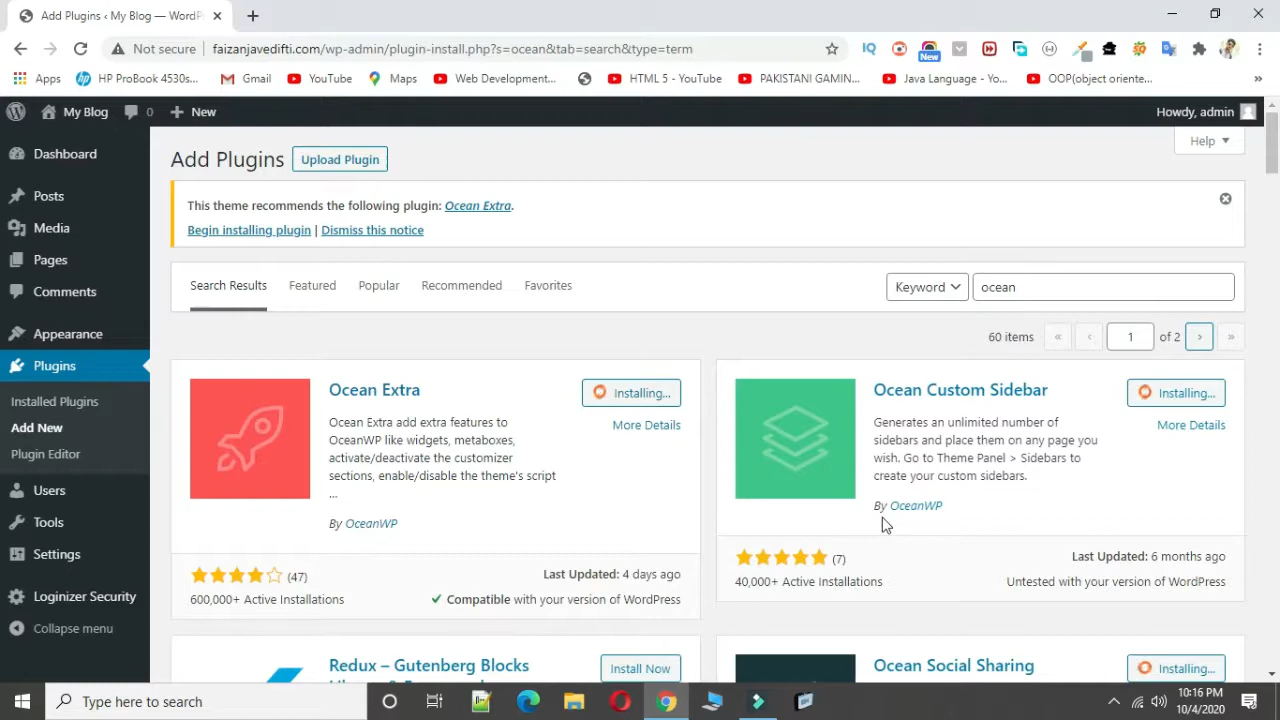 Add Plugins ‹ My Blog — WordP
Not secure
faizanjavedifti.com/wp-admin/plugin-install.php?s=ocean&tab=search&type=term
IQ
New
Apps
HP ProBook 4530s...
Gmail
YouTube
Maps
Web Development...
HTML 5 - YouTube
PAKISTANI GAMIN...
Java Language - Yo...
OOP(object oriente...
»
My Blog
0
New
Howdy, admin
Dashboard
Posts
Media
Pages
Comments
Appearance
Plugins
Installed Plugins
Add New
Plugin Editor
Users
Tools
Settings
Loginizer Security
Collapse menu
Add Plugins
Upload Plugin
Help
This theme recommends the following plugin: Ocean Extra.
Begin installing plugin | Dismiss this notice
Search Results
Featured
Popular
Recommended
Favorites
Keyword
ocean
60 items
«
‹
1
of 2
›
»
Ocean Extra
Installing...
More Details
Ocean Extra add extra features to
OceanWP like widgets, metaboxes,
activate/deactivate the customizer
sections, enable/disable the theme's script
...
By OceanWP
(47)
600,000+ Active Installations
Last Updated: 4 days ago
Compatible with your version of WordPress
Ocean Custom Sidebar
Installing...
More Details
Generates an unlimited number of
sidebars and place them on any page you
wish. Go to Theme Panel > Sidebars to
create your custom sidebars.
By OceanWP
(7)
40,000+ Active Installations
Last Updated: 6 months ago
Untested with your version of WordPress
Redux – Gutenberg Blocks
Install Now
Ocean Social Sharing
Installing...
Type here to search
10:16 PM
10/4/2020